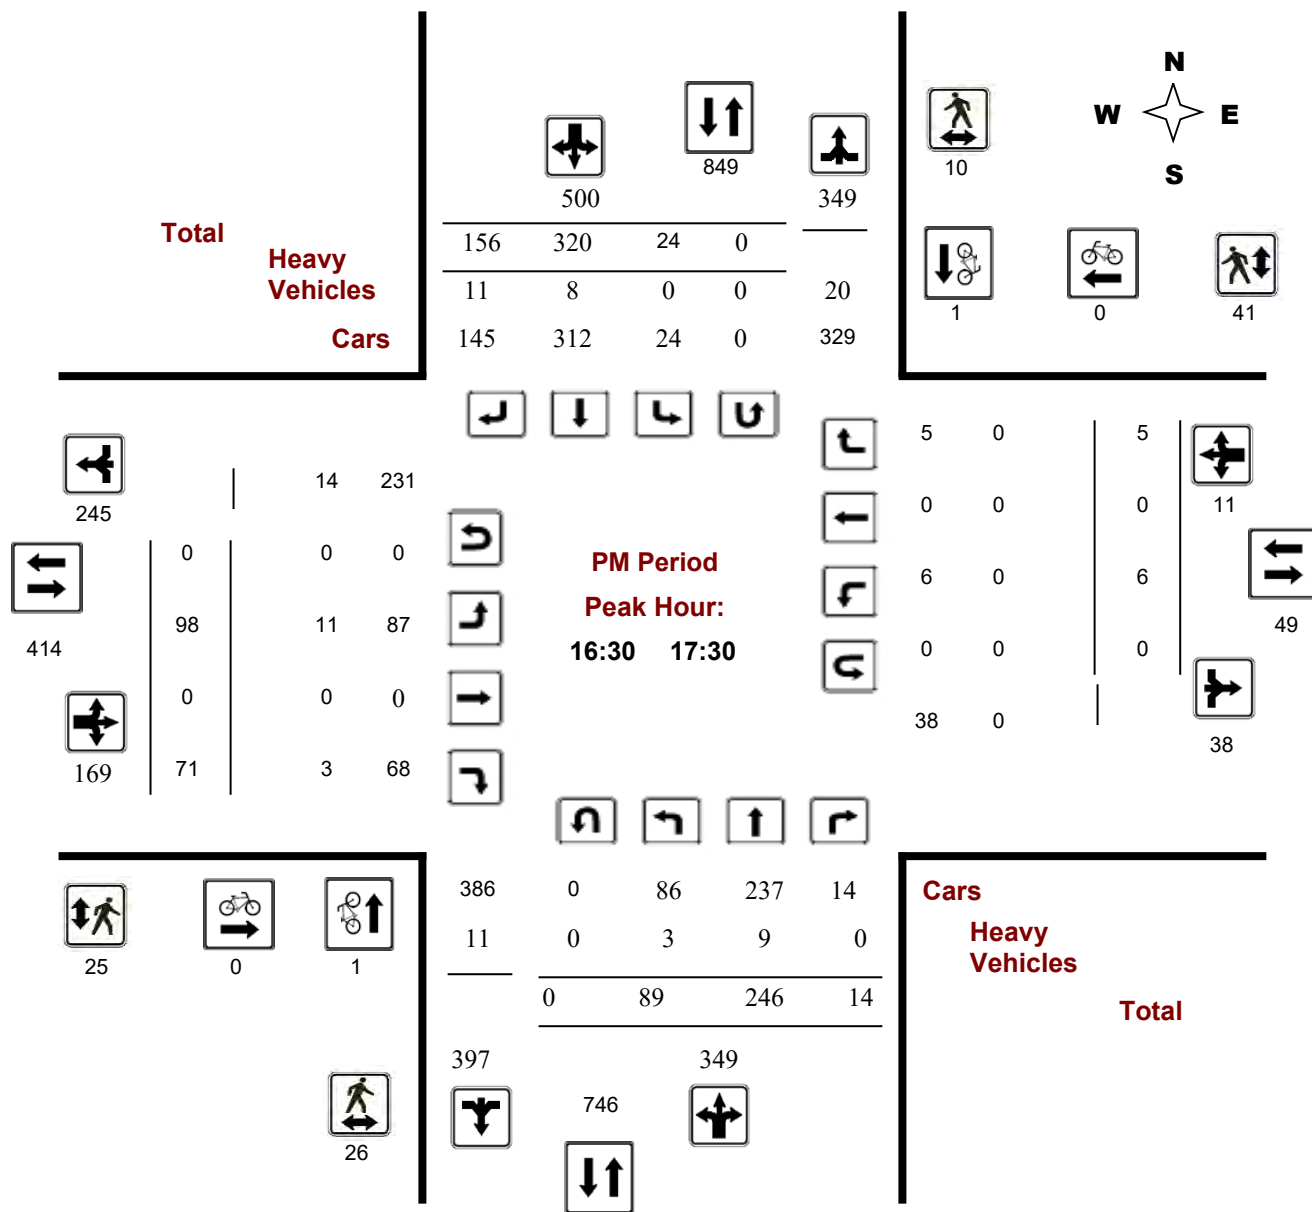 N
W E
S
849
10
500 349
Total 156 320 24 0
Heavy
Vehicles 11 8 0 0 20
1 0 41
Cars 145 312 24 0 329
5 0 5
14 231
245 0 0 0 11
0 0 0
PM Period
Peak Hour:
6 0 6
98 11 87 49
414 16:30 17:30
0 0 0
0 0 0
38 0
38
169 71 3 68
386 0 86 237 14 Cars
11 0 3 9 0 Heavy
Vehicles
25 0 1
0 89 246 14 Total
397 349
746
26